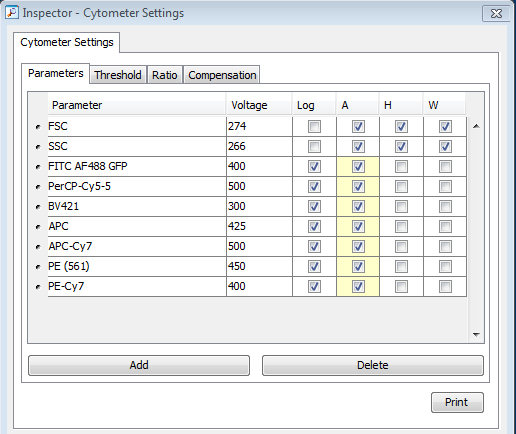 Inspector - Cytometer Settings
Cytometer Settings
Parameters Threshold Ratio Compensation
Parameter Voltage Log A H W
FSC 274
SSC 266
FITC AF488 GFP 400
PerCP-Cy5-5 500
BV421 300
APC 425
APC-Cy7 500
PE (561) 450
PE-Cy7 400
Add Delete
Print